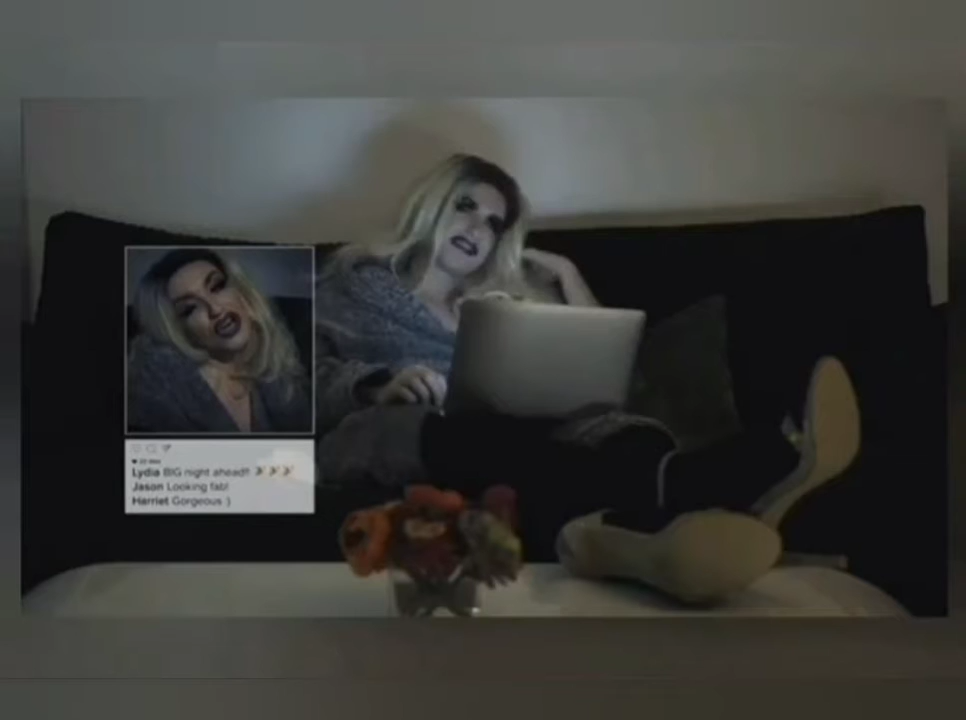 Lydia BIG night ahead!! 🎉🎉🎉
Jason Looking fab!
Harriet Gorgeous :)